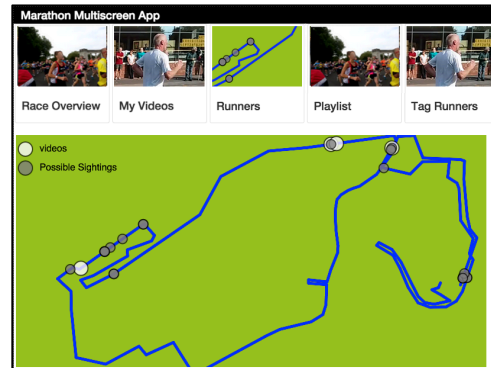 Marathon Multiscreen App
Race Overview
My Videos
Runners
Playlist
Tag Runners
videos
Possible Sightings